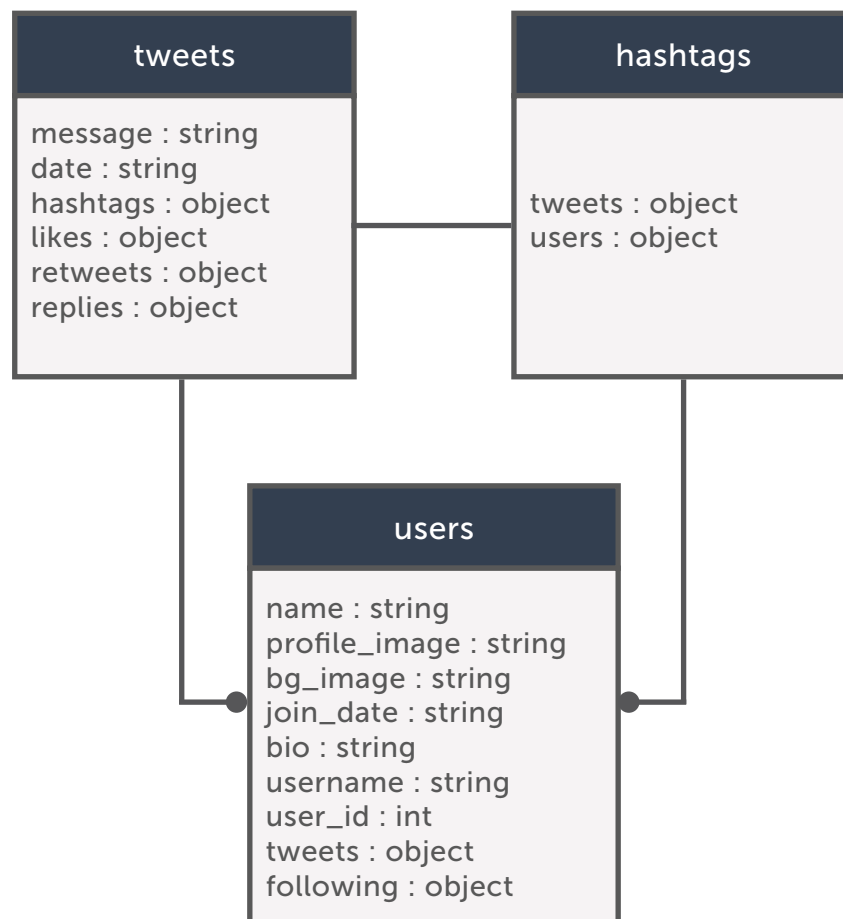 tweets
message : string
date : string
hashtags : object
likes : object
retweets : object
replies : object
hashtags
tweets : object
users : object
users
name : string
profile_image : string
bg_image : string
join_date : string
bio : string
username : string
user_id : int
tweets : object
following : object